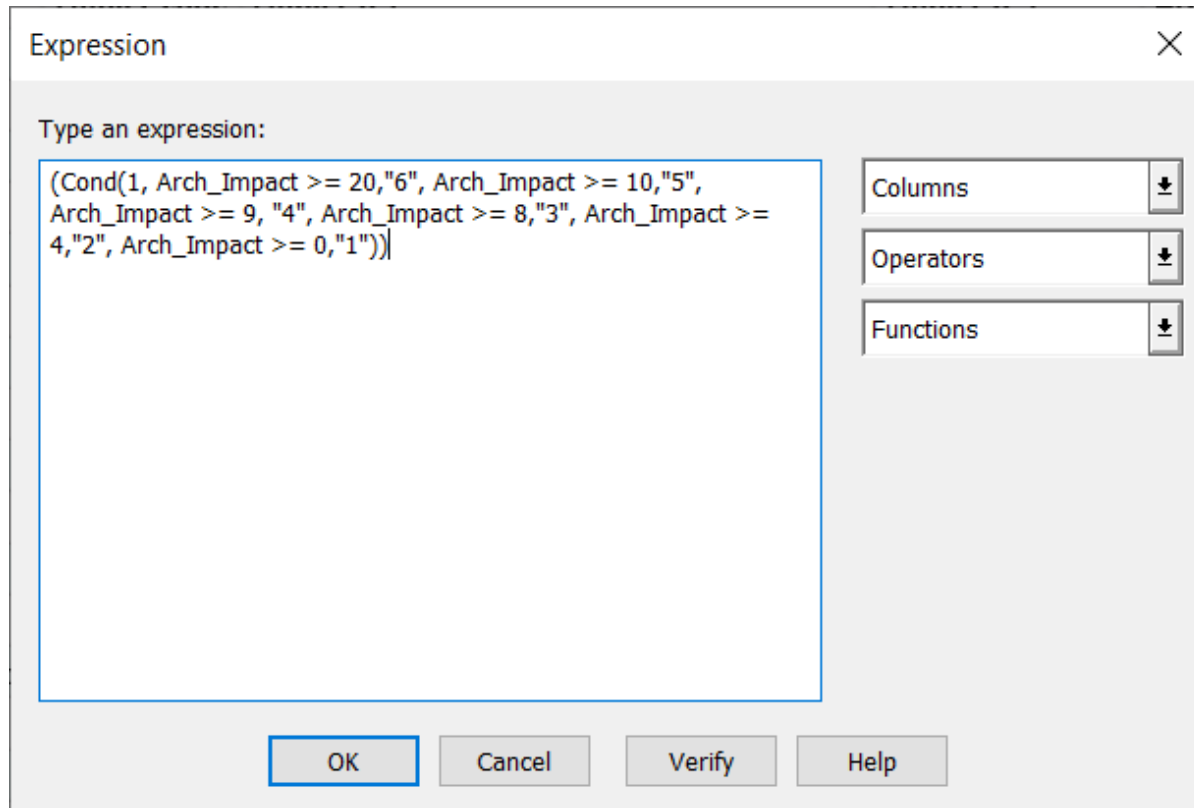 Expression
Type an expression:
(Cond(1, Arch_Impact >= 20,"6", Arch_Impact >= 10,"5",
Arch_Impact >= 9, "4", Arch_Impact >= 8,"3", Arch_Impact >=
4,"2", Arch_Impact >= 0,"1"))
Columns
Operators
Functions
OK
Cancel
Verify
Help